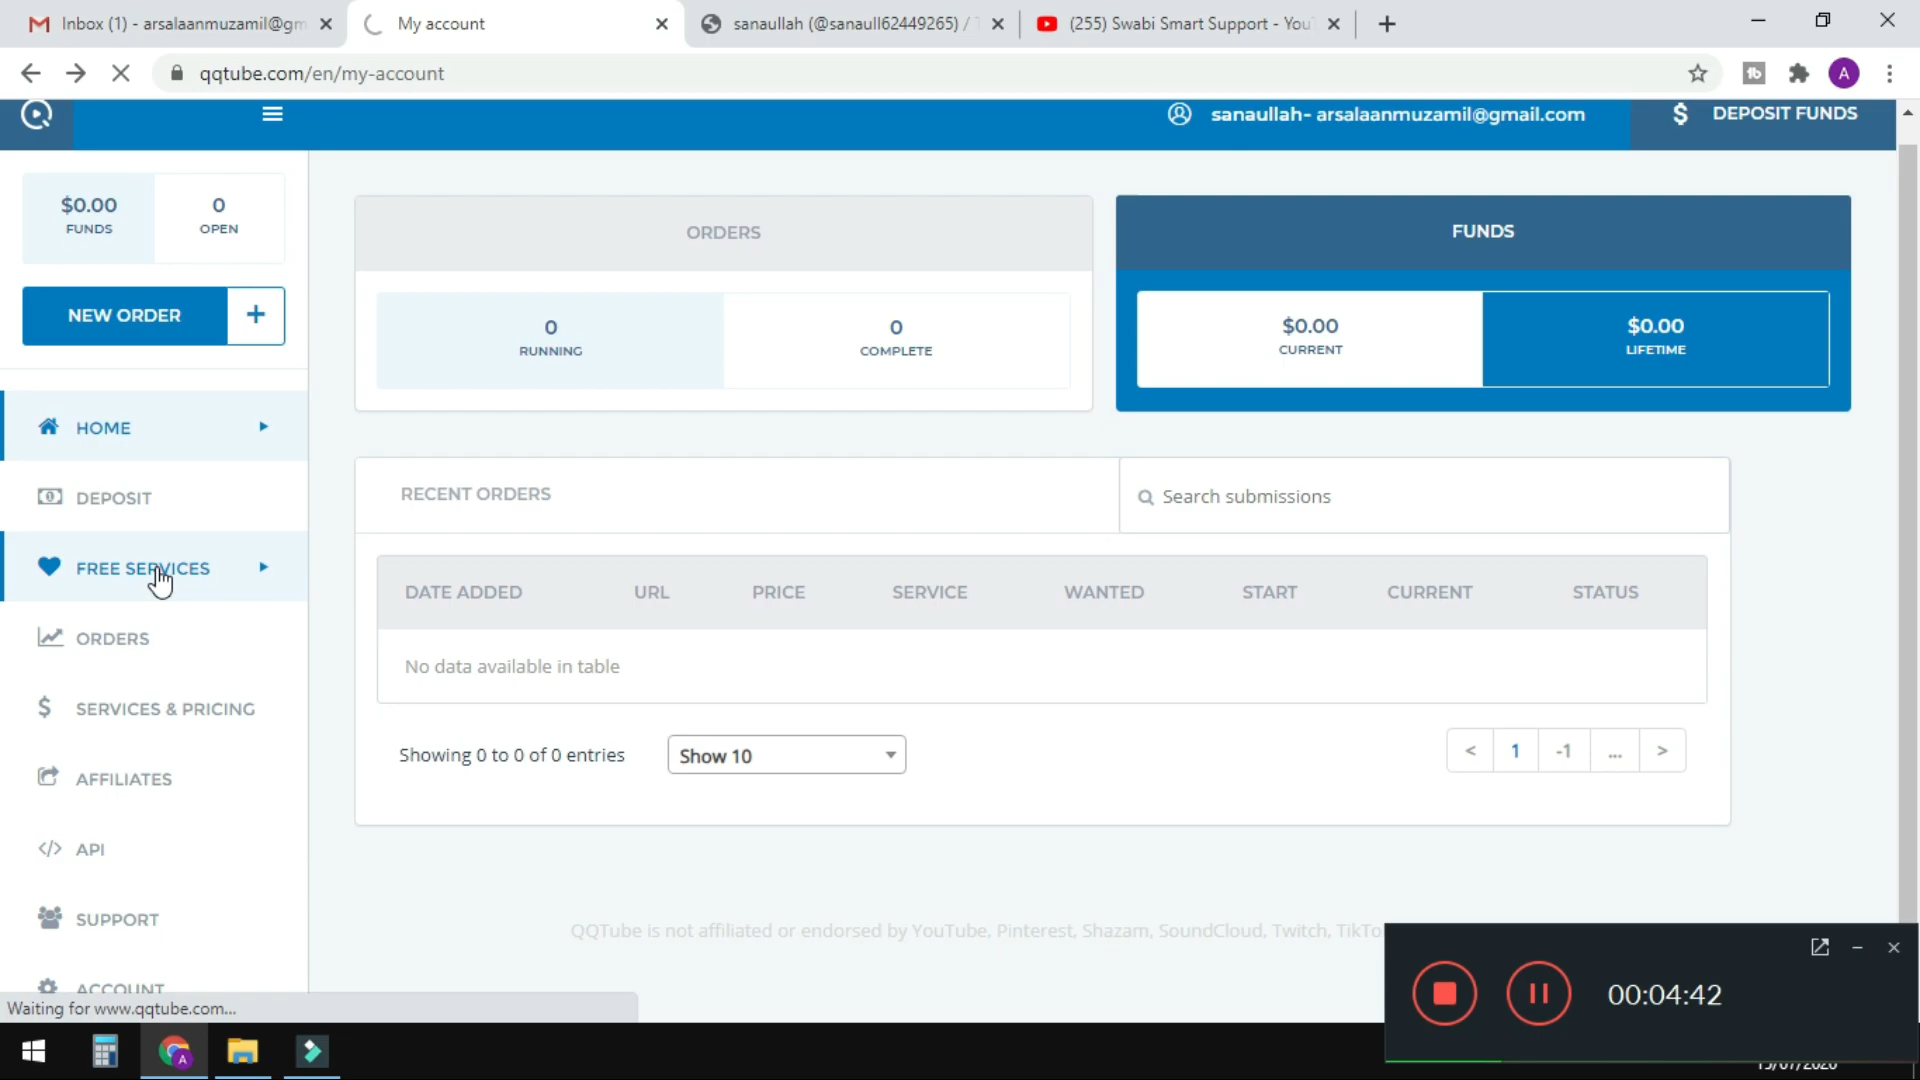 Inbox (1) - arsalaanmuzamil@gm
My account
sanaullah (@sanaull62449265) /
(255) Swabi Smart Support - You
qqtube.com/en/my-account
A
sanaullah- arsalaanmuzamil@gmail.com
DEPOSIT FUNDS
$0.00
FUNDS
0
OPEN
NEW ORDER
+
HOME
DEPOSIT
FREE SERVICES
ORDERS
SERVICES & PRICING
AFFILIATES
API
SUPPORT
ACCOUNT
ORDERS
0
RUNNING
0
COMPLETE
FUNDS
$0.00
CURRENT
$0.00
LIFETIME
RECENT ORDERS
Search submissions
DATE ADDED URL PRICE SERVICE WANTED START CURRENT STATUS
No data available in table
Showing 0 to 0 of 0 entries
Show 10
< 1 -1 ... >
QQTube is not affiliated or endorsed by YouTube, Pinterest, Shazam, SoundCloud, Twitch, TikTo
00:04:42
Waiting for www.qqtube.com...
15/07/2020